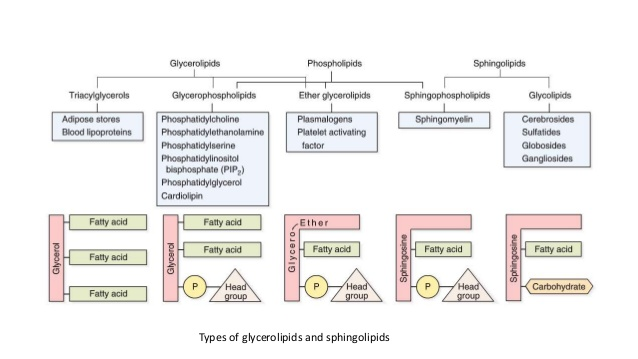 Glycerolipids Phospholipids Sphingolipids
Triacylglycerols Glycerophospholipids Ether glycerolipids Sphingophospholipids Glycolipids
Adipose stores
Blood lipoproteins
Phosphatidylcholine
Phosphatidylethanolamine
Phosphatidylserine
Phosphatidylinositol
bisphosphate (PIP2)
Phosphatidylglycerol
Cardiolipin
Plasmalogens
Platelet activating
factor
Sphingomyelin
Cerebrosides
Sulfatides
Globosides
Gangliosides
Glycerol
Fatty acid
Fatty acid
Fatty acid
Glycerol
Fatty acid
Fatty acid
P
Head
group
Glycero
Ether
Fatty acid
P
Head
group
Sphingosine
Fatty acid
P
Head
group
Sphingosine
Fatty acid
Carbohydrate
Types of glycerolipids and sphingolipids